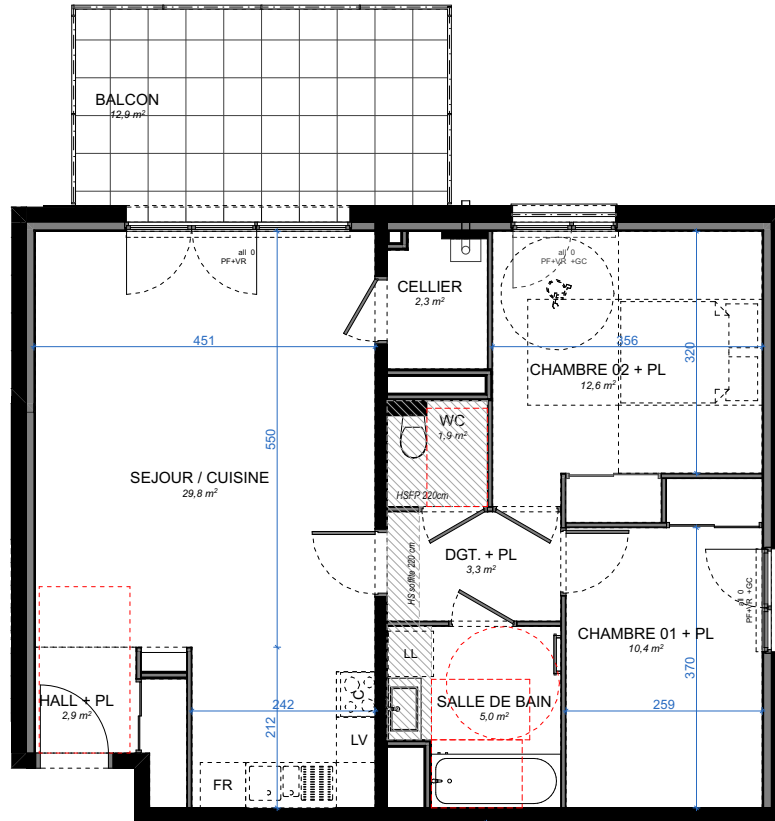 BALCON
12,9 m²
all 0
PF+VR
all 0
PF+VR +GC
CELLIER
2,3 m²
451
356
320
CHAMBRE 02 + PL
12,6 m²
WC
1,9 m²
550
SEJOUR / CUISINE
29,8 m²
HSFP 220cm
DGT. + PL
3,3 m²
HS soffite 220 cm
all 0
PF+VR +GC
CHAMBRE 01 + PL
10,4 m²
LL
370
HALL + PL
2,9 m²
242
212
C
LV
SALLE DE BAIN
5,0 m²
259
FR